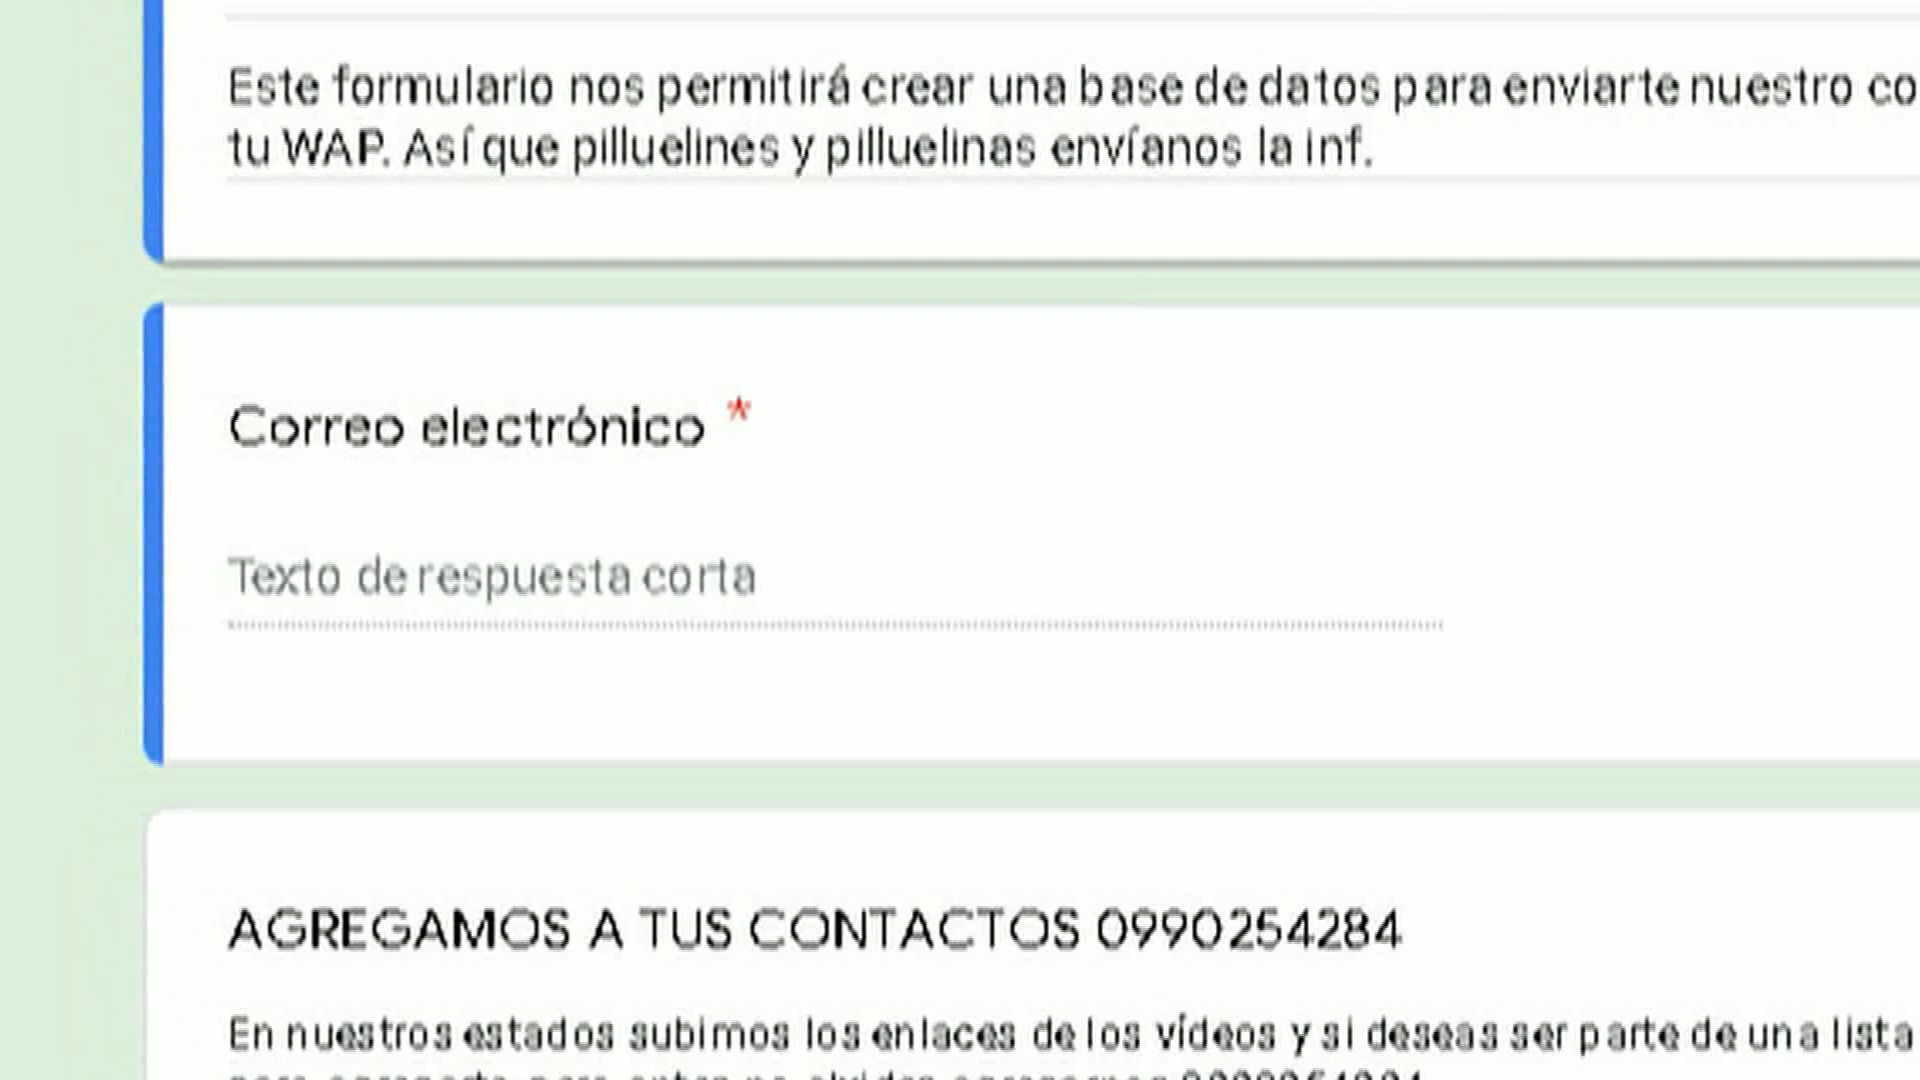 Este formulario nos permitirá crear una base de datos para enviarte nuestro co
tu WAP. Así que pilluelines y pilluelinas envíanos la inf.
Correo electrónico *
Texto de respuesta corta
AGREGAMOS A TUS CONTACTOS 0990254284
En nuestros estados subimos los enlaces de los vídeos y si deseas ser parte de una lista